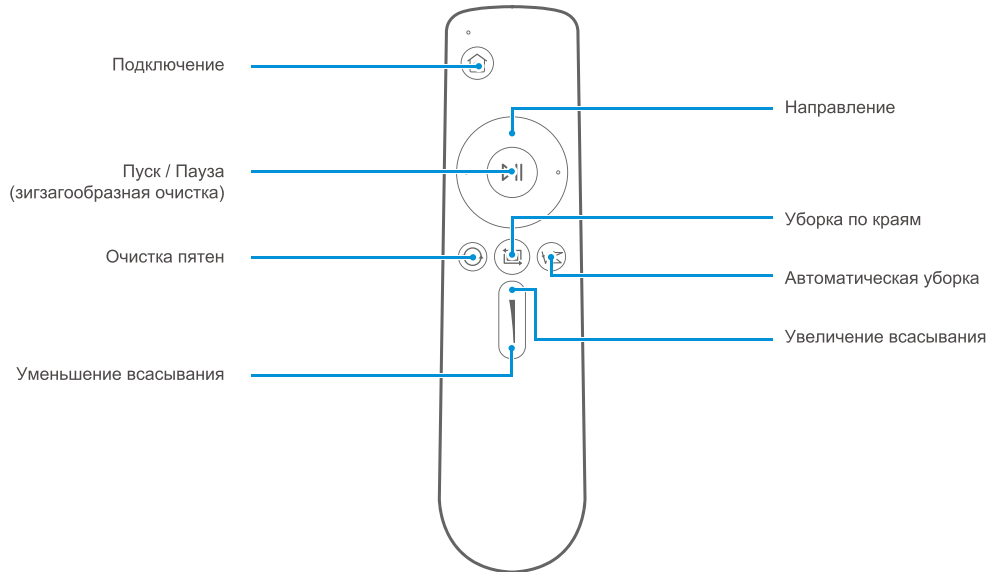 Подключение
Пуск / Пауза
(зигзагообразная очистка)
Очистка пятен
Уменьшение всасывания
Направление
Уборка по краям
Автоматическая уборка
Увеличение всасывания